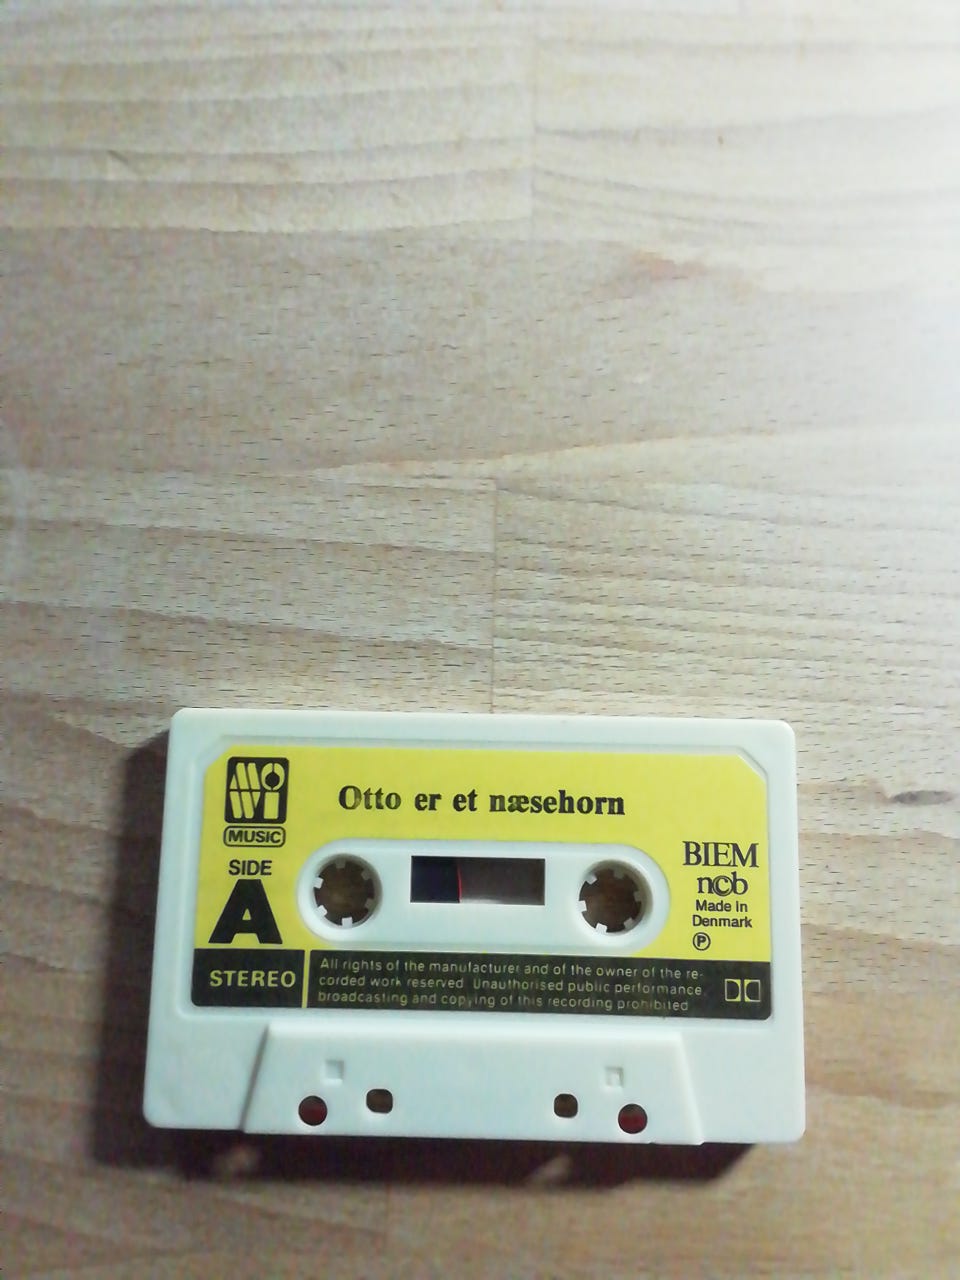 MOWI
MUSIC
Otto er et næsehorn
SIDE
A
BIEM
ncb
Made in
Denmark
Ⓟ
STEREO
All rights of the manufacturer and of the owner of the re-
corded work reserved. Unauthorised public performance
broadcasting and copying of this recording prohibited